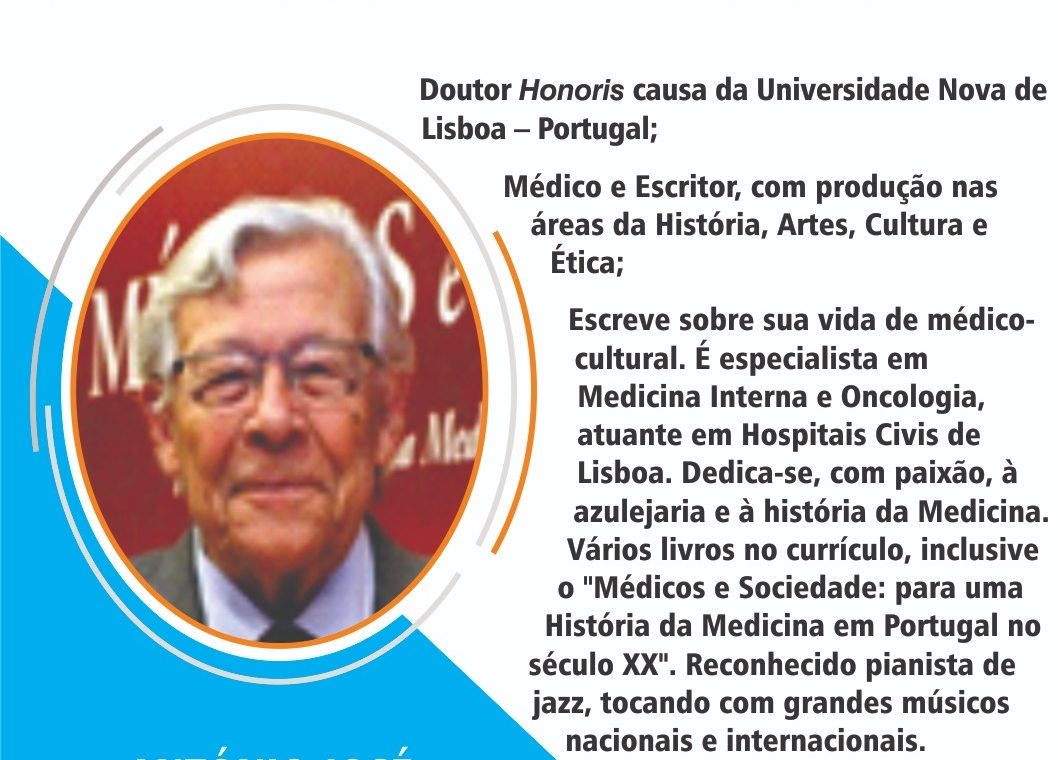 Doutor Honoris causa da Universidade Nova de
Lisboa – Portugal;
Médico e Escritor, com produção nas
áreas da História, Artes, Cultura e
Ética;
Escreve sobre sua vida de médico-
cultural. É especialista em
Medicina Interna e Oncologia,
atuante em Hospitais Civis de
Lisboa. Dedica-se, com paixão, à
azulejaria e à história da Medicina.
Vários livros no currículo, inclusive
o "Médicos e Sociedade: para uma
História da Medicina em Portugal no
século XX". Reconhecido pianista de
jazz, tocando com grandes músicos
nacionais e internacionais.
ANTÓNIO JOSÉ